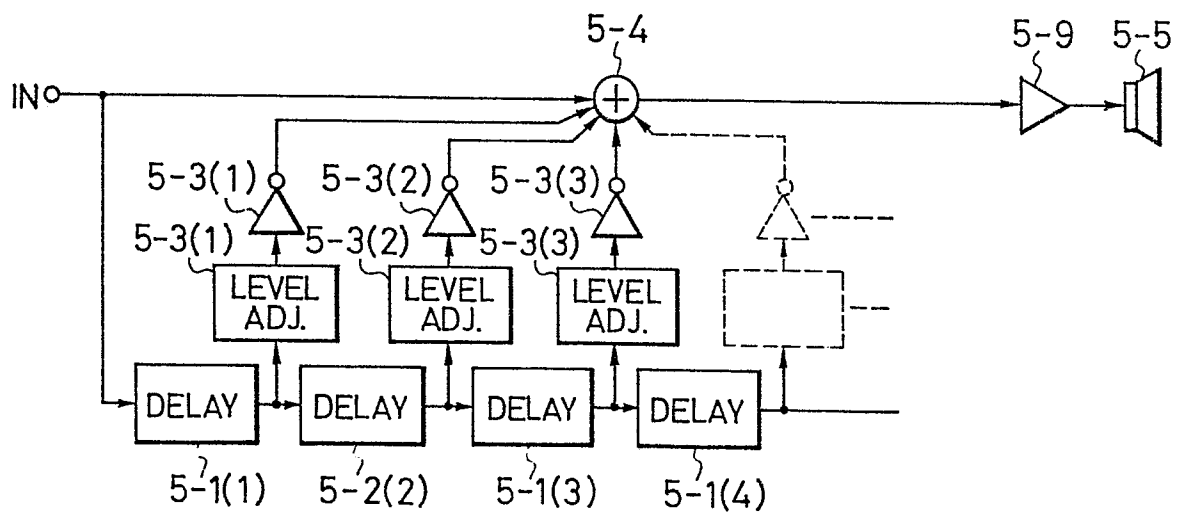 5-4
5-9
5-5
IN
5-3(1)
5-3(2)
5-3(3)
5-3(1)
5-3(2)
5-3(3)
LEVEL
ADJ.
LEVEL
ADJ.
LEVEL
ADJ.
DELAY
DELAY
DELAY
DELAY
5-1(1)
5-2(2)
5-1(3)
5-1(4)